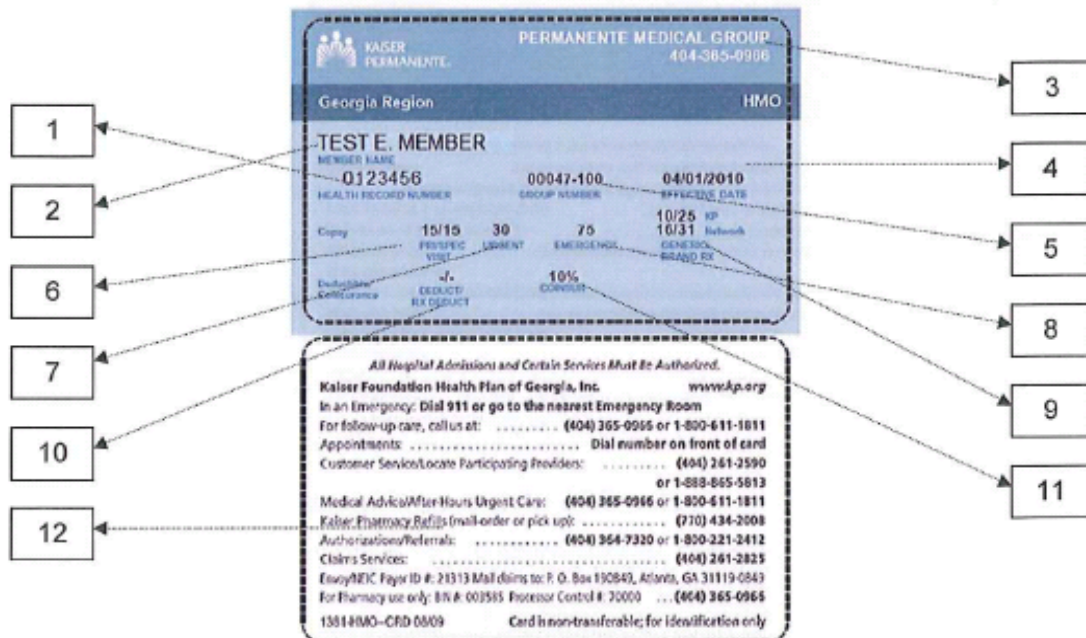 KAISER PERMANENTE®
PERMANENTE MEDICAL GROUP
404-365-0966
Georgia Region HMO
TEST E. MEMBER
MEMBER NAME
0123456 00047-100 04/01/2010
HEALTH RECORD NUMBER GROUP NUMBER EFFECTIVE DATE
10/25 KP
Copay 15/15 30 75 16/31 Network
PRI/SPEC VISIT URGENT EMERGENCY GENERIC/ BRAND RX
Deductible/ Coinsurance -/- 10%
DEDUCT/ RX DEDUCT COINSUR
1
2
3
4
5
6
7
8
9
10
11
12
All Hospital Admissions and Certain Services Must Be Authorized.
Kaiser Foundation Health Plan of Georgia, Inc. www.kp.org
In an Emergency: Dial 911 or go to the nearest Emergency Room
For follow-up care, call us at: ......... (404) 365-0966 or 1-800-611-1811
Appointments: ........................ Dial number on front of card
Customer Service/Locate Participating Providers: ......... (404) 261-2590
or 1-888-865-5813
Medical Advice/After-Hours Urgent Care: (404) 365-0966 or 1-800-611-1811
Kaiser Pharmacy Refills (mail-order or pick up): ............ (770) 434-2008
Authorizations/Referrals: ............ (404) 364-7320 or 1-800-221-2412
Claims Services: ........................ (404) 261-2825
Envoy/NEIC Payer ID #: 21313 Mail claims to: P. O. Box 190849, Atlanta, GA 31119-0849
For Pharmacy use only: BIN #: 003585 Processor Control #: 70000 ... (404) 365-0966
1381-HMO-CRD 08/09 Card is non-transferable; for identification only